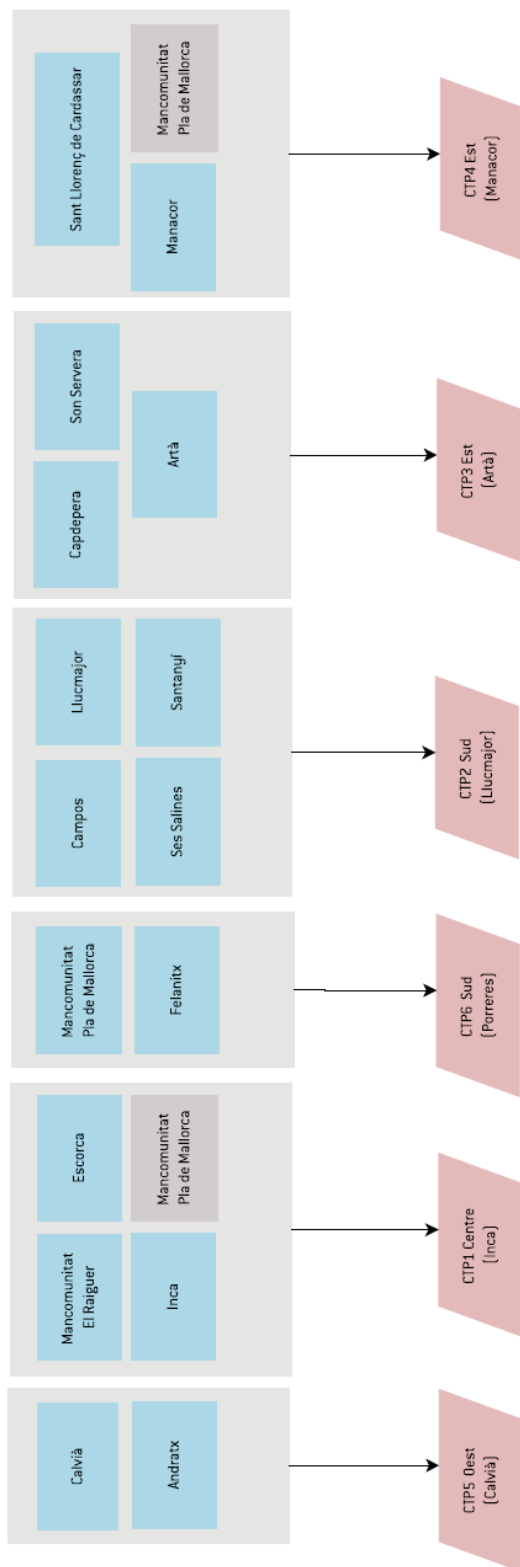 Calvià
Andratx
Mancomunitat
El Raiguer
Escorca
Inca
Mancomunitat
Pla de Mallorca
Mancomunitat
Pla de Mallorca
Felanitx
Campos
Llucmajor
Ses Salines
Santanyí
Capdepera
Son Servera
Artà
Sant Llorenç de Cardassar
Manacor
Mancomunitat
Pla de Mallorca
CTP5 Oest
(Calvià)
CTP1 Centre
(Inca)
CTP6 Sud
(Porreres)
CTP2 Sud
(Llucmajor)
CTP3 Est
(Artà)
CTP4 Est
(Manacor)